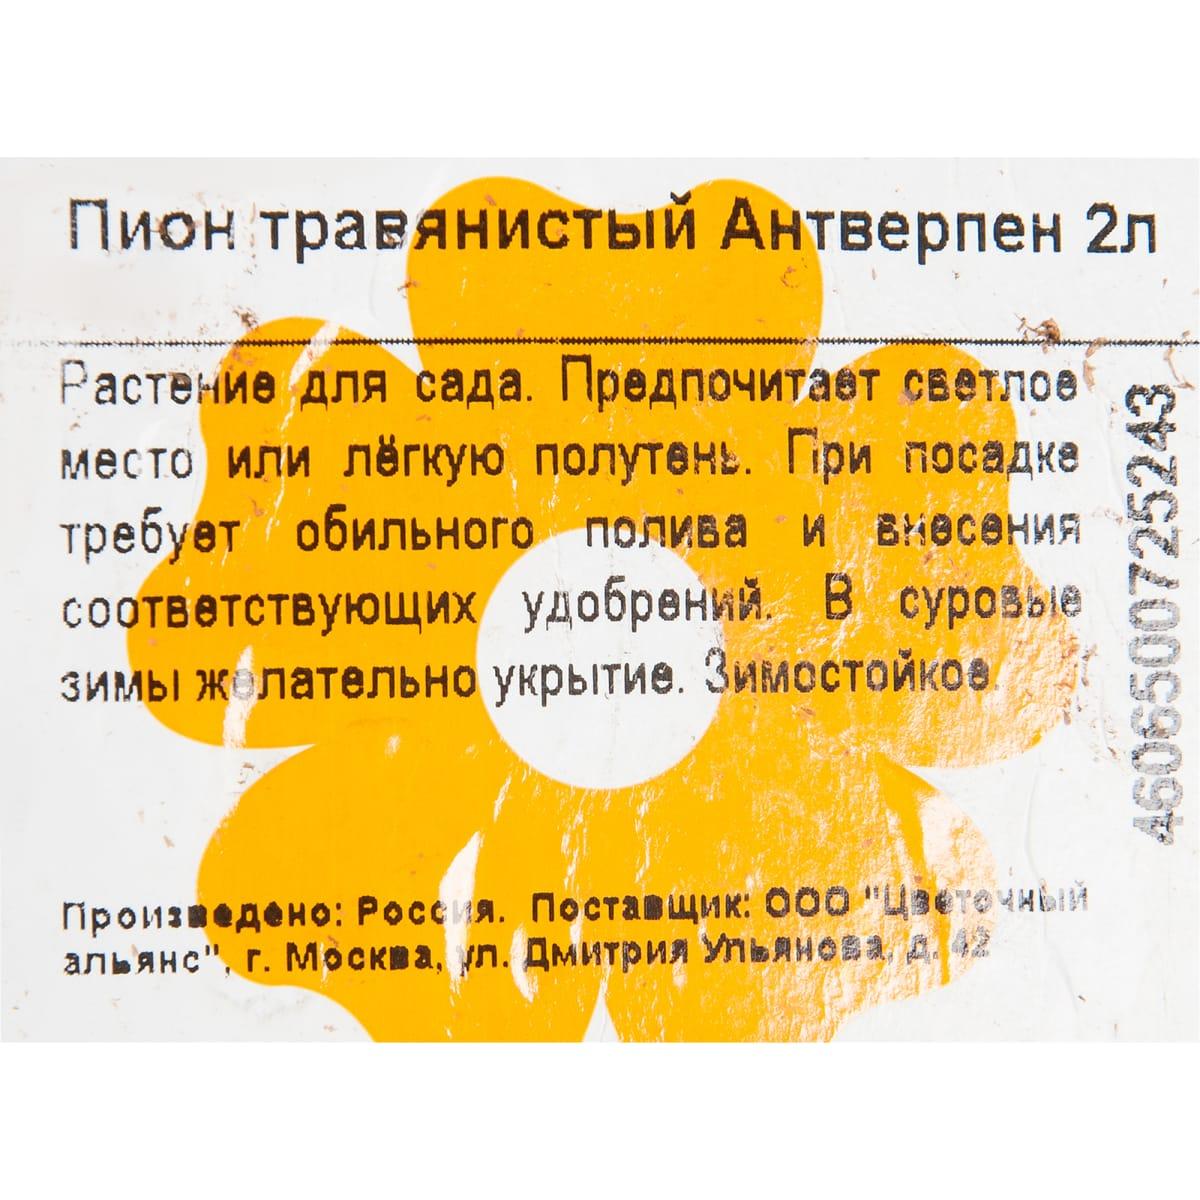 Пион травянистый Антверпен 2л
Растение для сада. Предпочитает светлое
место или лёгкую полутень. При посадке
требует обильного полива и внесения
соответствующих удобрений. В суровые
зимы желательно укрытие. Зимостойкое.
Произведено: Россия. Поставщик: ООО "Цветочный
альянс", г. Москва, ул. Дмитрия Ульянова, д. 42
4606500725243